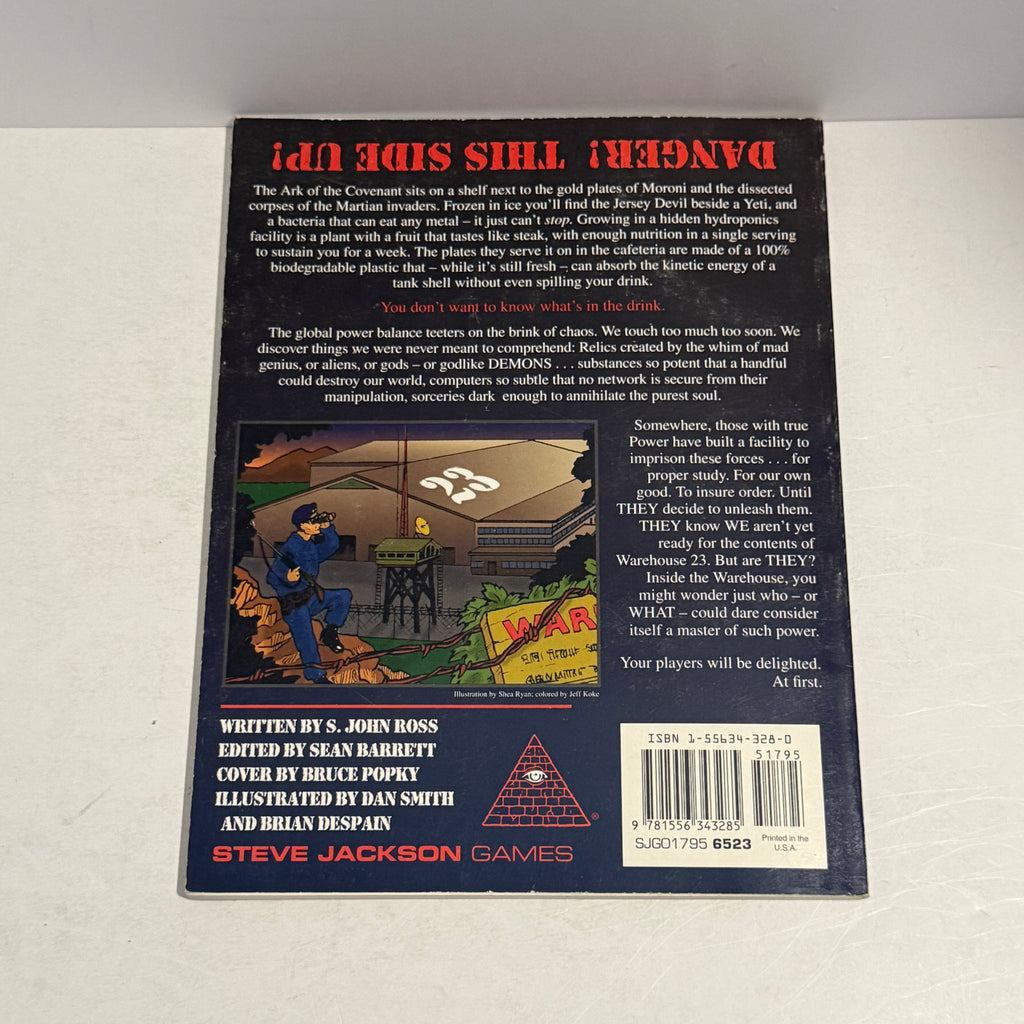 DANGER! THIS SIDE UP!
The Ark of the Covenant sits on a shelf next to the gold plates of Moroni and the dissected
corpses of the Martian invaders. Frozen in ice you'll find the Jersey Devil beside a Yeti, and
a bacteria that can eat any metal – it just can't stop. Growing in a hidden hydroponics
facility is a plant with a fruit that tastes like steak, with enough nutrition in a single serving
to sustain you for a week. The plates they serve it on in the cafeteria are made of a 100%
biodegradable plastic that – while it's still fresh – can absorb the kinetic energy of a
tank shell without even spilling your drink.
You don't want to know what's in the drink.
The global power balance teeters on the brink of chaos. We touch too much too soon. We
discover things we were never meant to comprehend: Relics created by the whim of mad
genius, or aliens, or gods – or godlike DEMONS . . . substances so potent that a handful
could destroy our world, computers so subtle that no network is secure from their
manipulation, sorceries dark enough to annihilate the purest soul.
Somewhere, those with true
Power have built a facility to
imprison these forces . . . for
proper study. For our own
good. To insure order. Until
THEY decide to unleash them.
THEY know WE aren't yet
ready for the contents of
Warehouse 23. But are THEY?
Inside the Warehouse, you
might wonder just who – or
WHAT – could dare consider
itself a master of such power.
Your players will be delighted.
At first.
23
WAR
Illustration by Shea Ryan; colored by Jeff Koke
WRITTEN BY S. JOHN ROSS
EDITED BY SEAN BARRETT
COVER BY BRUCE POPKY
ILLUSTRATED BY DAN SMITH
AND BRIAN DESPAIN
STEVE JACKSON GAMES
®
ISBN 1-55634-328-0
51795
9 781556 343285
SJG01795 6523
Printed in the
U.S.A.